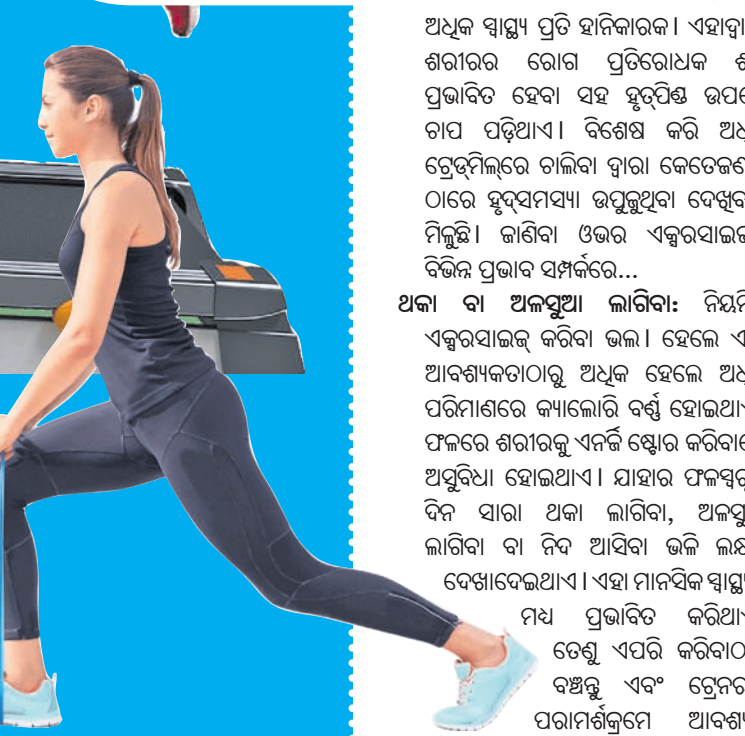 ଅଧିକ ସ୍ୱାସ୍ଥ୍ୟ ପ୍ରତି ହାନିକାରକ। ଏହାଦ୍ୱା
ଶରୀରର ରୋଗ ପ୍ରତିରୋଧକ ଶ
ପ୍ରଭାବିତ ହେବା ସହ ହୃତ୍‌ପିଣ୍ଡ ଉପ
ଚାପ ପଡ଼ିଥାଏ। ବିଶେଷ କରି ଅଧି
ଟ୍ରେଡ୍‌ମିଲ୍‌ରେ ଚାଲିବା ଦ୍ୱାରା କେତେଜଣ
ଠାରେ ହୃଦ୍‌ସମସ୍ୟା ଉପୁଜୁଥିବା ଦେଖିବ
ମିଳୁଛି। ଜାଣିବା ଓଭର ଏକ୍ସରସାଇଜ
ବିଭିନ୍ନ ପ୍ରଭାବ ସମ୍ପର୍କରେ...
ଥକା ବା ଅଳସୁଆ ଲାଗିବା: ନିୟମି
ଏକ୍ସରସାଇଜ୍ କରିବା ଭଲ। ହେଲେ ଏ
ଆବଶ୍ୟକତାଠାରୁ ଅଧିକ ହେଲେ ଅଧି
ପରିମାଣରେ କ୍ୟାଲୋରି ବର୍ଣ୍ଣ ହୋଇଥା
ଫଳରେ ଶରୀରକୁ ଏନର୍ଜି ଷ୍ଟୋର କରିବା
ଅସୁବିଧା ହୋଇଥାଏ। ଯାହାର ଫଳସ୍ୱରୂ
ଦିନ ସାରା ଥକା ଲାଗିବା, ଅଳସୁ
ଲାଗିବା ବା ନିଦ ଆସିବା ଭଳି ଲକ୍ଷ
ଦେଖାଦେଇଥାଏ। ଏହା ମାନସିକ ସ୍ୱାସ୍ଥ୍ୟ
ମଧ୍ୟ ପ୍ରଭାବିତ କରିଥା
ତେଣୁ ଏପରି କରିବାଠା
ବଞ୍ଚନ୍ତୁ ଏବଂ ଟ୍ରେନର
ପରାମର୍ଶକ୍ରମେ ଆବଶ୍ୟ